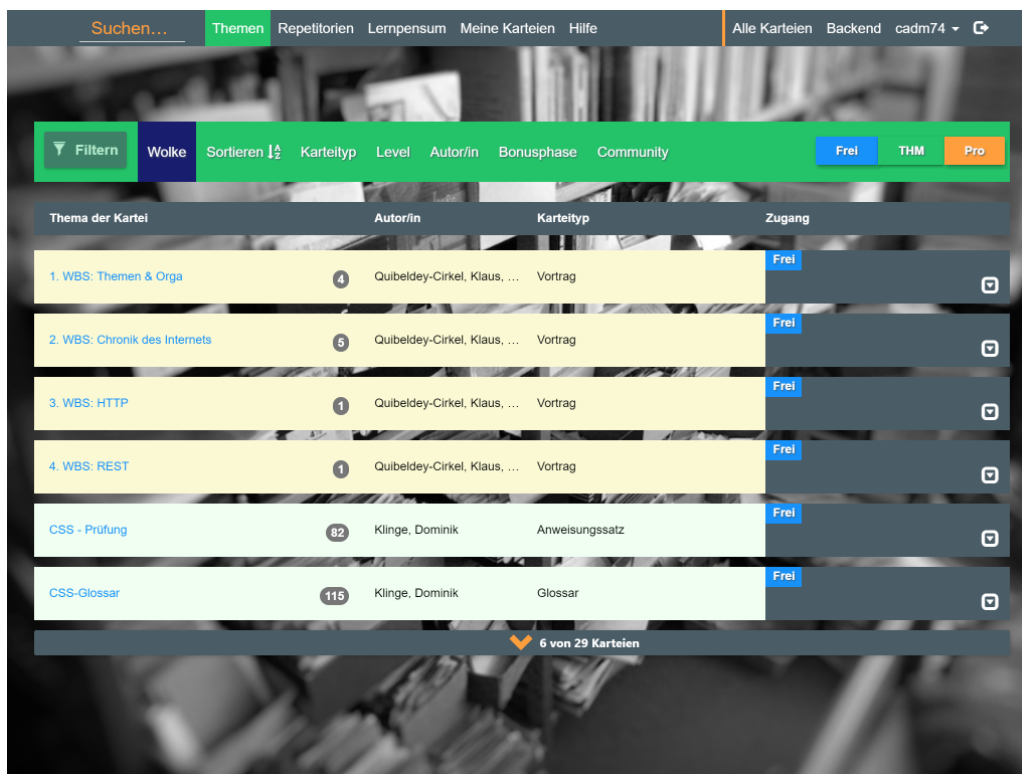 Suchen... Themen Repetitorien Lernpensum Meine Karteien Hilfe Alle Karteien Backend cadm74
Filtern Wolke Sortieren Karteityp Level Autor/in Bonusphase Community Frei THM Pro
Thema der Kartei Autor/in Karteityp Zugang
Frei
1. WBS: Themen & Orga 4 Quibeldey-Cirkel, Klaus, ... Vortrag
Frei
2. WBS: Chronik des Internets 5 Quibeldey-Cirkel, Klaus, ... Vortrag
Frei
3. WBS: HTTP 1 Quibeldey-Cirkel, Klaus, ... Vortrag
Frei
4. WBS: REST 1 Quibeldey-Cirkel, Klaus, ... Vortrag
Frei
CSS - Prüfung 82 Klinge, Dominik Anweisungssatz
Frei
CSS-Glossar 115 Klinge, Dominik Glossar
6 von 29 Karteien